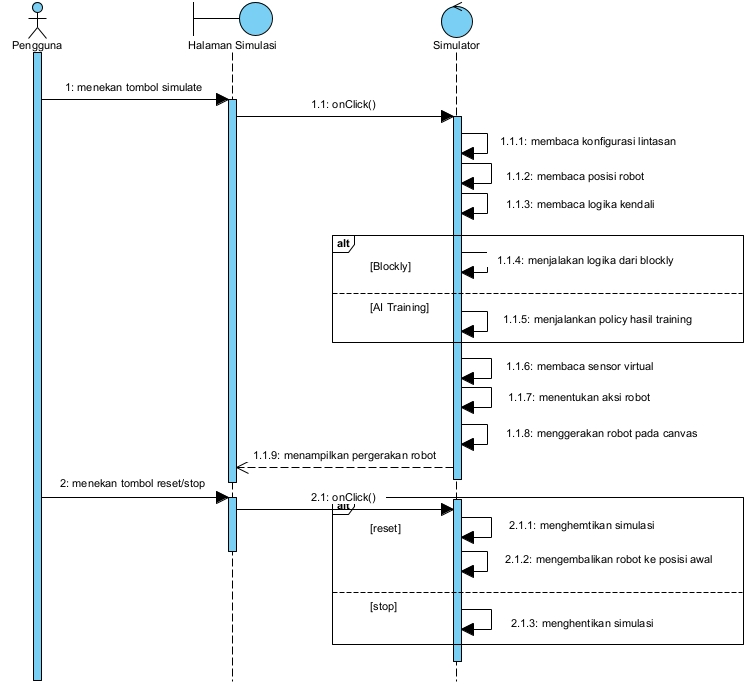 Pengguna
Halaman Simulasi
Simulator
1: menekan tombol simulate
1.1: onClick()
1.1.1: membaca konfigurasi lintasan
1.1.2: membaca posisi robot
1.1.3: membaca logika kendali
alt
[Blockly]
1.1.4: menjalakan logika dari blockly
[AI Training]
1.1.5: menjalankan policy hasil training
1.1.6: membaca sensor virtual
1.1.7: menentukan aksi robot
1.1.8: menggerakan robot pada canvas
1.1.9: menampilkan pergerakan robot
2: menekan tombol reset/stop
2.1: onClick()
alt
[reset]
2.1.1: menghemtikan simulasi
2.1.2: mengembalikan robot ke posisi awal
[stop]
2.1.3: menghentikan simulasi